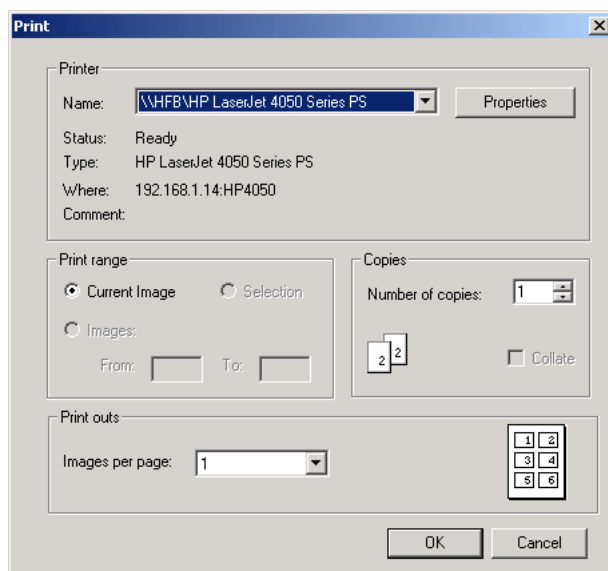 Print
Printer
Name: \\HFB\HP LaserJet 4050 Series PS Properties
Status: Ready
Type: HP LaserJet 4050 Series PS
Where: 192.168.1.14:HP4050
Comment:
Print range
Current Image Selection
Images:
From: To:
Copies
Number of copies: 1
2 2
Collate
Print outs
Images per page: 1
1 2
3 4
5 6
OK Cancel